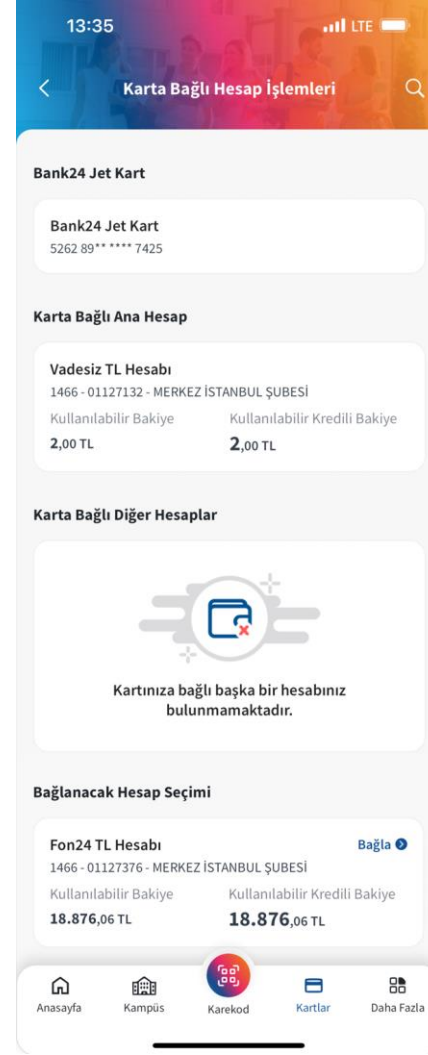 13:35
LTE
Karta Bağlı Hesap İşlemleri
Bank24 Jet Kart
Bank24 Jet Kart
5262 89** **** 7425
Karta Bağlı Ana Hesap
Vadesiz TL Hesabı
1466 - 01127132 - MERKEZ İSTANBUL ŞUBESİ
Kullanılabilir Bakiye Kullanılabilir Kredili Bakiye
2,00 TL 2,00 TL
Karta Bağlı Diğer Hesaplar
Kartınıza bağlı başka bir hesabınız
bulunmamaktadır.
Bağlanacak Hesap Seçimi
Fon24 TL Hesabı Bağla
1466 - 01127376 - MERKEZ İSTANBUL ŞUBESİ
Kullanılabilir Bakiye Kullanılabilir Kredili Bakiye
18.876,06 TL 18.876,06 TL
Anasayfa Kampüs Karekod Kartlar Daha Fazla